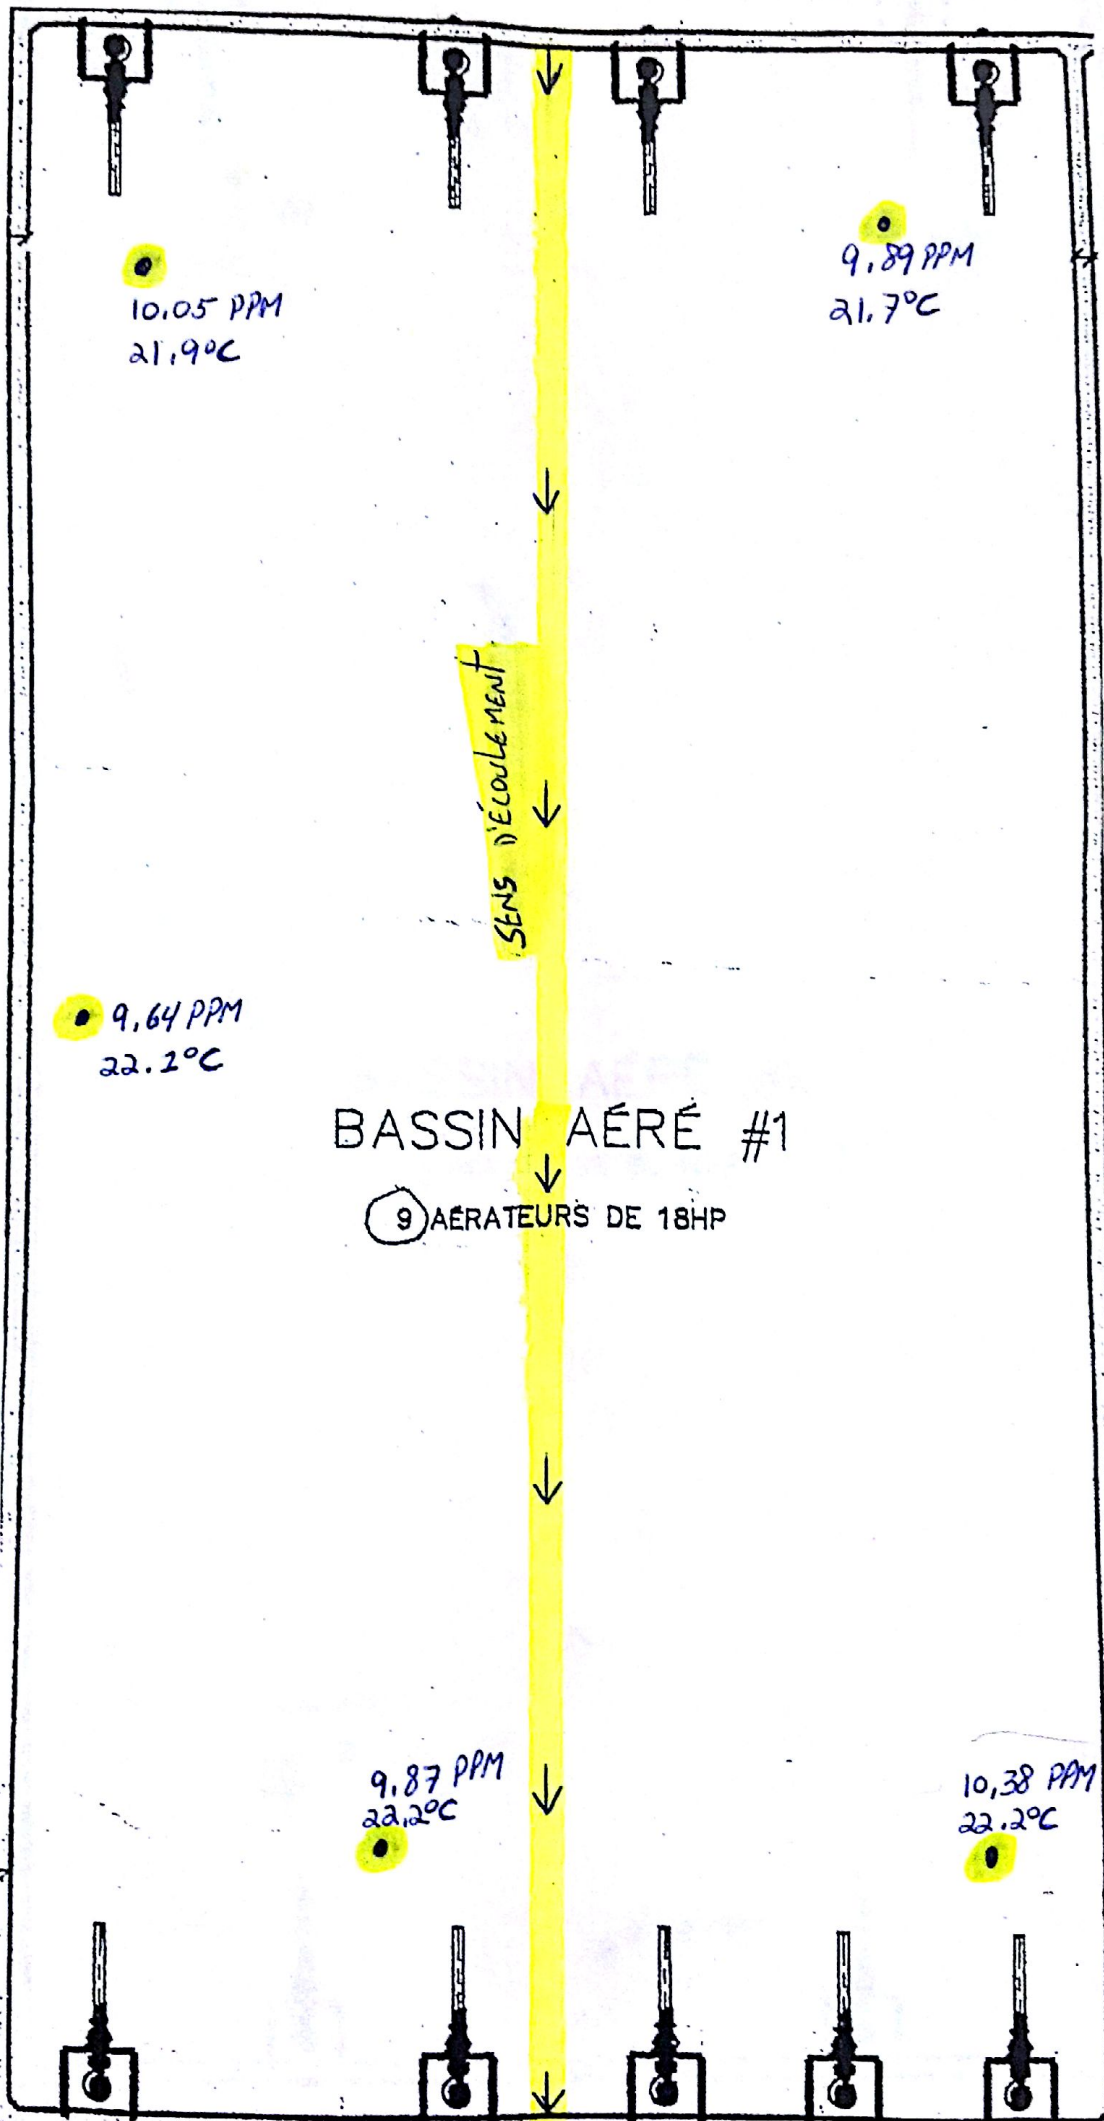 9.89 PPM
21.7°C
10.05 PPM
21.9°C
SENS D'ÉCOULEMENT
9.64 PPM
22.1°C
BASSIN AÉRÉ #1
9 AÉRATEURS DE 18HP
9.87 PPM
22.2°C
10,38 PPM
22.2°C